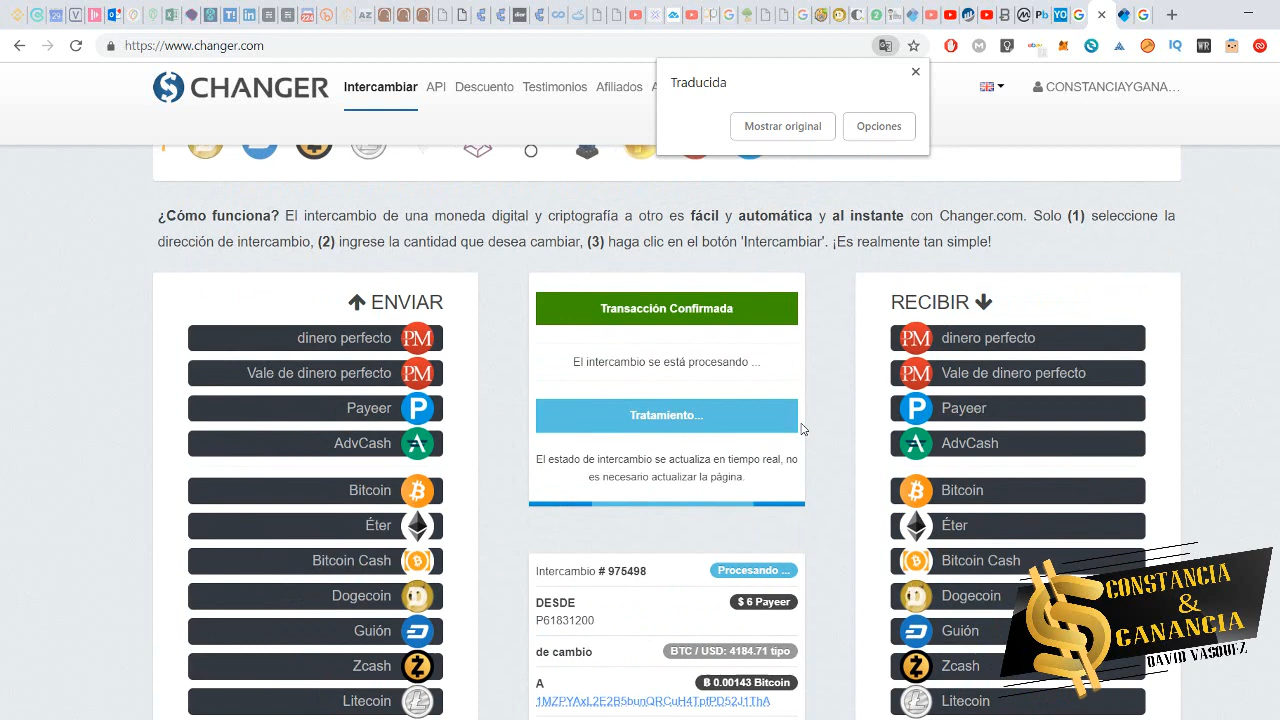 https://www.changer.com
CHANGER
Intercambiar
API
Descuento
Testimonios
Afiliados
Traducida
Mostrar original
Opciones
CONSTANCIAYGANA...
¿Cómo funciona? El intercambio de una moneda digital y criptografía a otro es fácil y automática y al instante con Changer.com. Solo (1) seleccione la
dirección de intercambio, (2) ingrese la cantidad que desea cambiar, (3) haga clic en el botón 'Intercambiar'. ¡Es realmente tan simple!
ENVIAR
dinero perfecto PM
Vale de dinero perfecto PM
Payeer P
AdvCash
Bitcoin
Éter
Bitcoin Cash
Dogecoin
Guión
Zcash
Litecoin
Transacción Confirmada
El intercambio se está procesando ...
Tratamiento...
El estado de intercambio se actualiza en tiempo real, no
es necesario actualizar la página.
Intercambio # 975498 Procesando ...
DESDE $ 6 Payeer
P61831200
de cambio BTC / USD: 4184.71 tipo
A Ƀ 0.00143 Bitcoin
1MZPYAxL2E2B5bunQRCuH4TpfPD52J1ThA
RECIBIR
PM dinero perfecto
PM Vale de dinero perfecto
P Payeer
AdvCash
Bitcoin
Éter
Bitcoin Cash
Dogecoin
Guión
Zcash
Litecoin
CONSTANCIA
&
GANANCIA
DAVID VASQUEZ